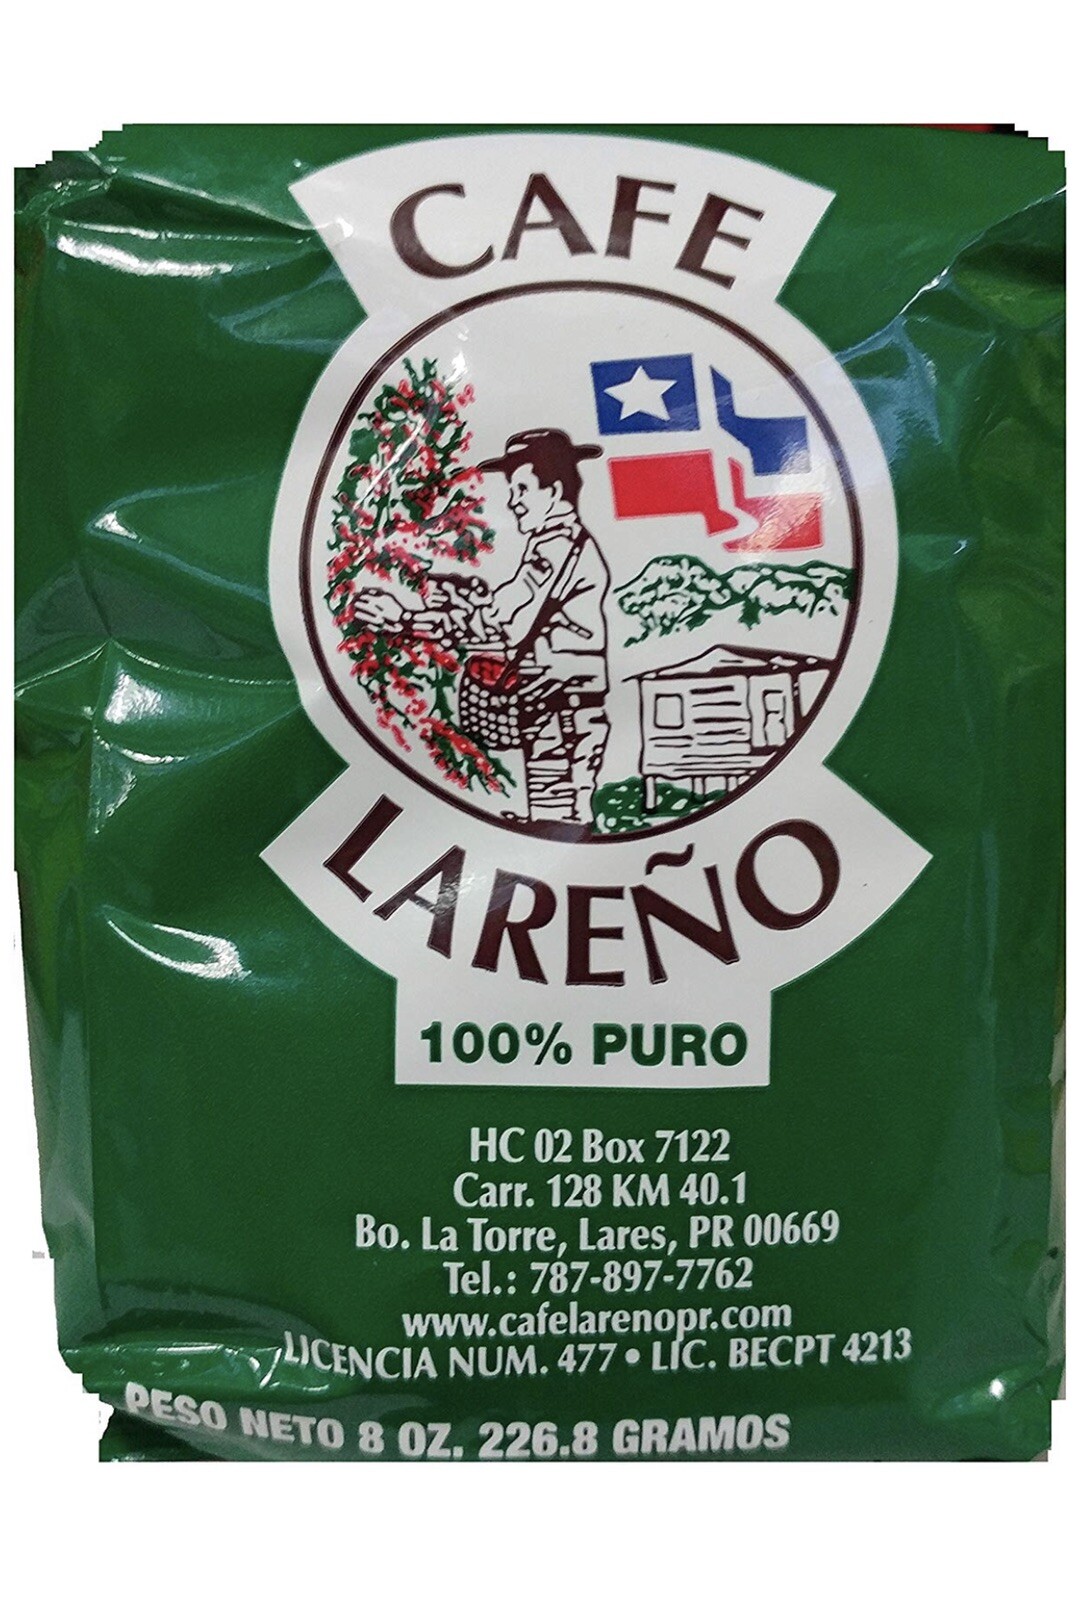 CAFE
LAREÑO
100% PURO
HC 02 Box 7122
Carr. 128 KM 40.1
Bo. La Torre, Lares, PR 00669
Tel.: 787-897-7762
www.cafelarenopr.com
LICENCIA NUM. 477 • LIC. BECPT 4213
PESO NETO 8 OZ. 226.8 GRAMOS